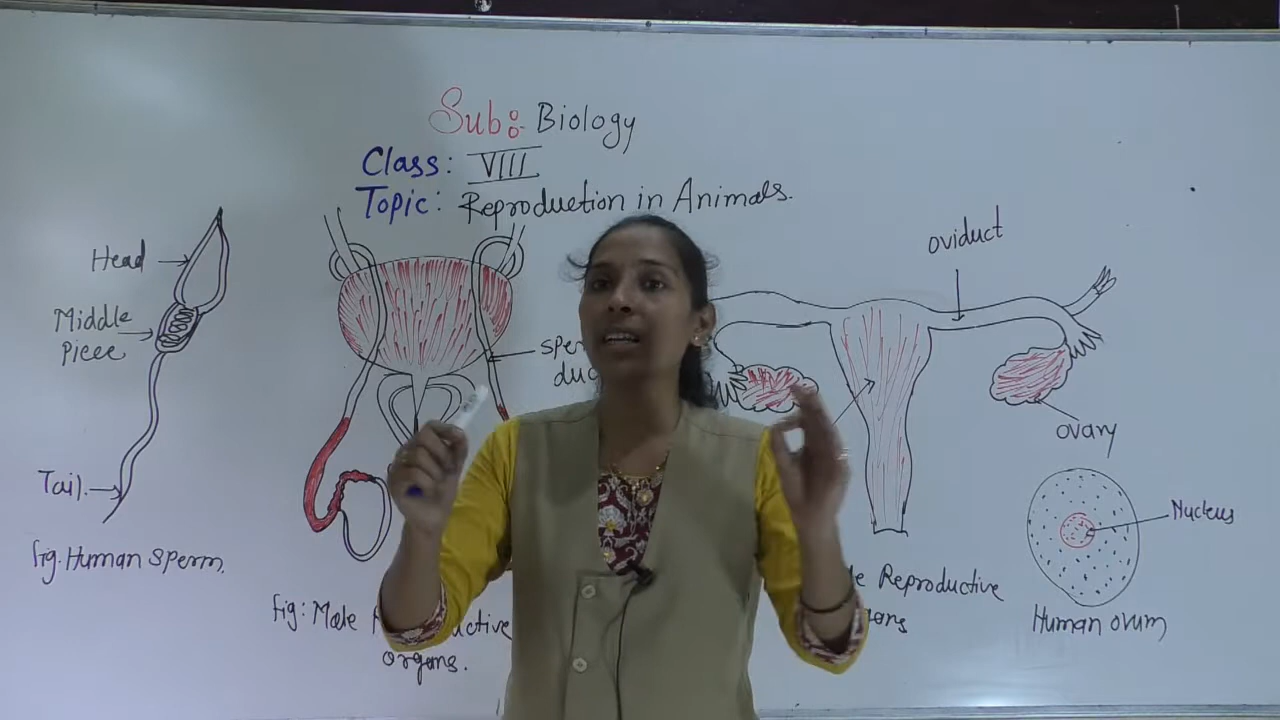 Sub:- Biology
Class: VIII
Topic: Reproduction in Animals.
Head
Middle
Piece
Tail.
fig. Human Sperm.
fig: Male
organs.
oviduct
ovary
Nucleus
Reproductive
Human ovum